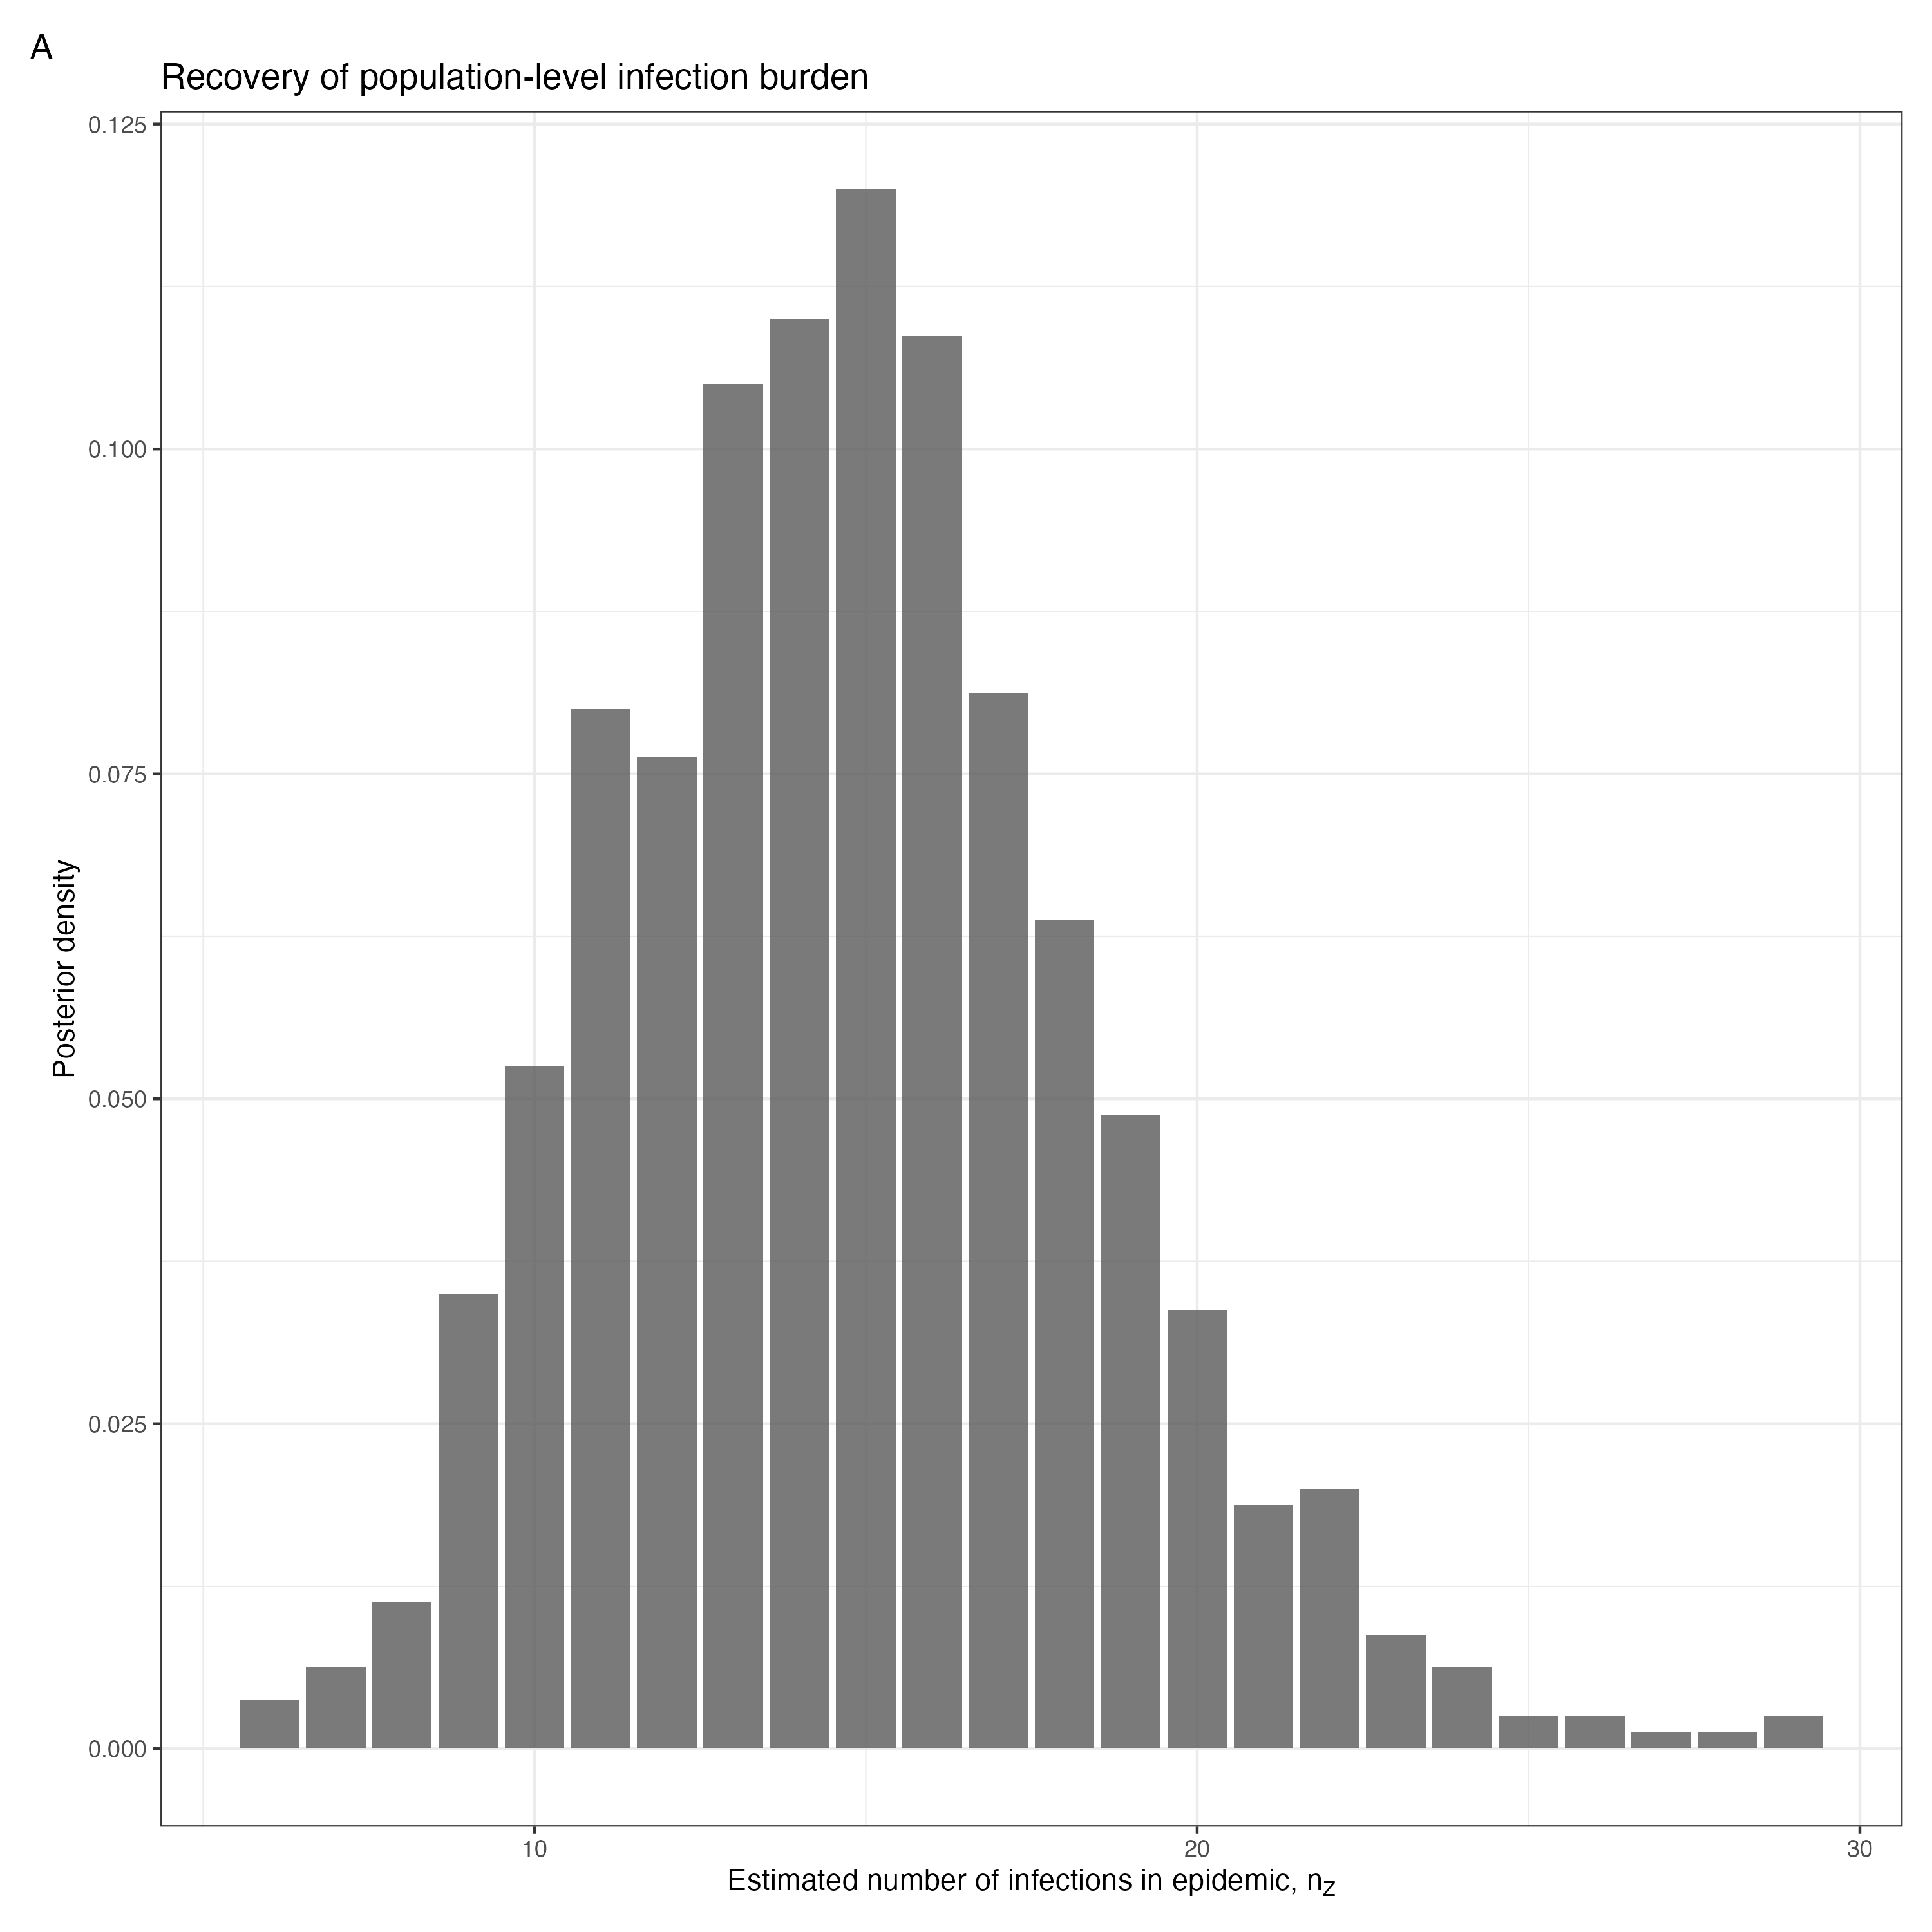 A
Recovery of population-level infection burden
0.125
0.100
0.075
0.050
0.025
0.000
Posterior density
10
20
30
Estimated number of infections in epidemic, nZ